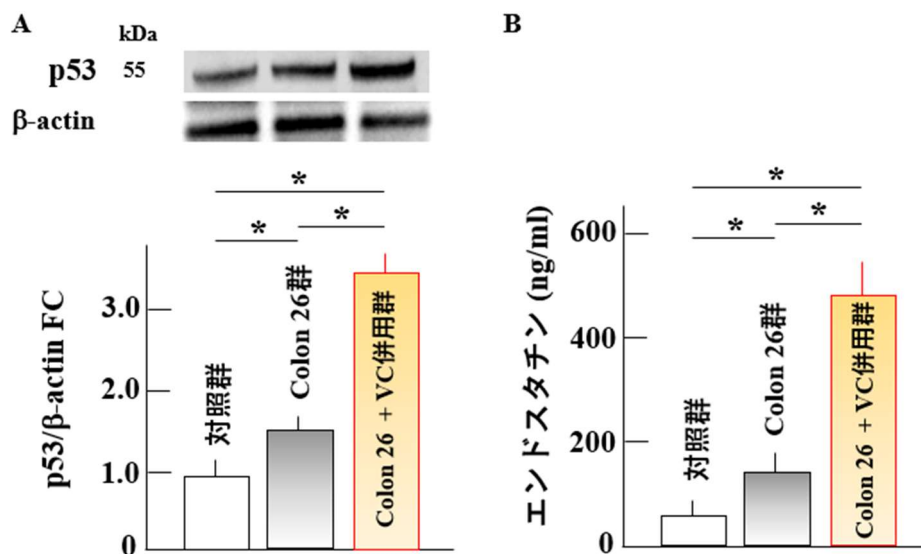 A
kDa
p53 55
β-actin
*
* *
p53/β-actin FC
3.0
2.0
1.0
0
対照群
Colon 26群
Colon 26 + VC併用群
B
*
* *
エンドスタチン (ng/ml)
600
400
200
0
対照群
Colon 26群
Colon 26 + VC併用群